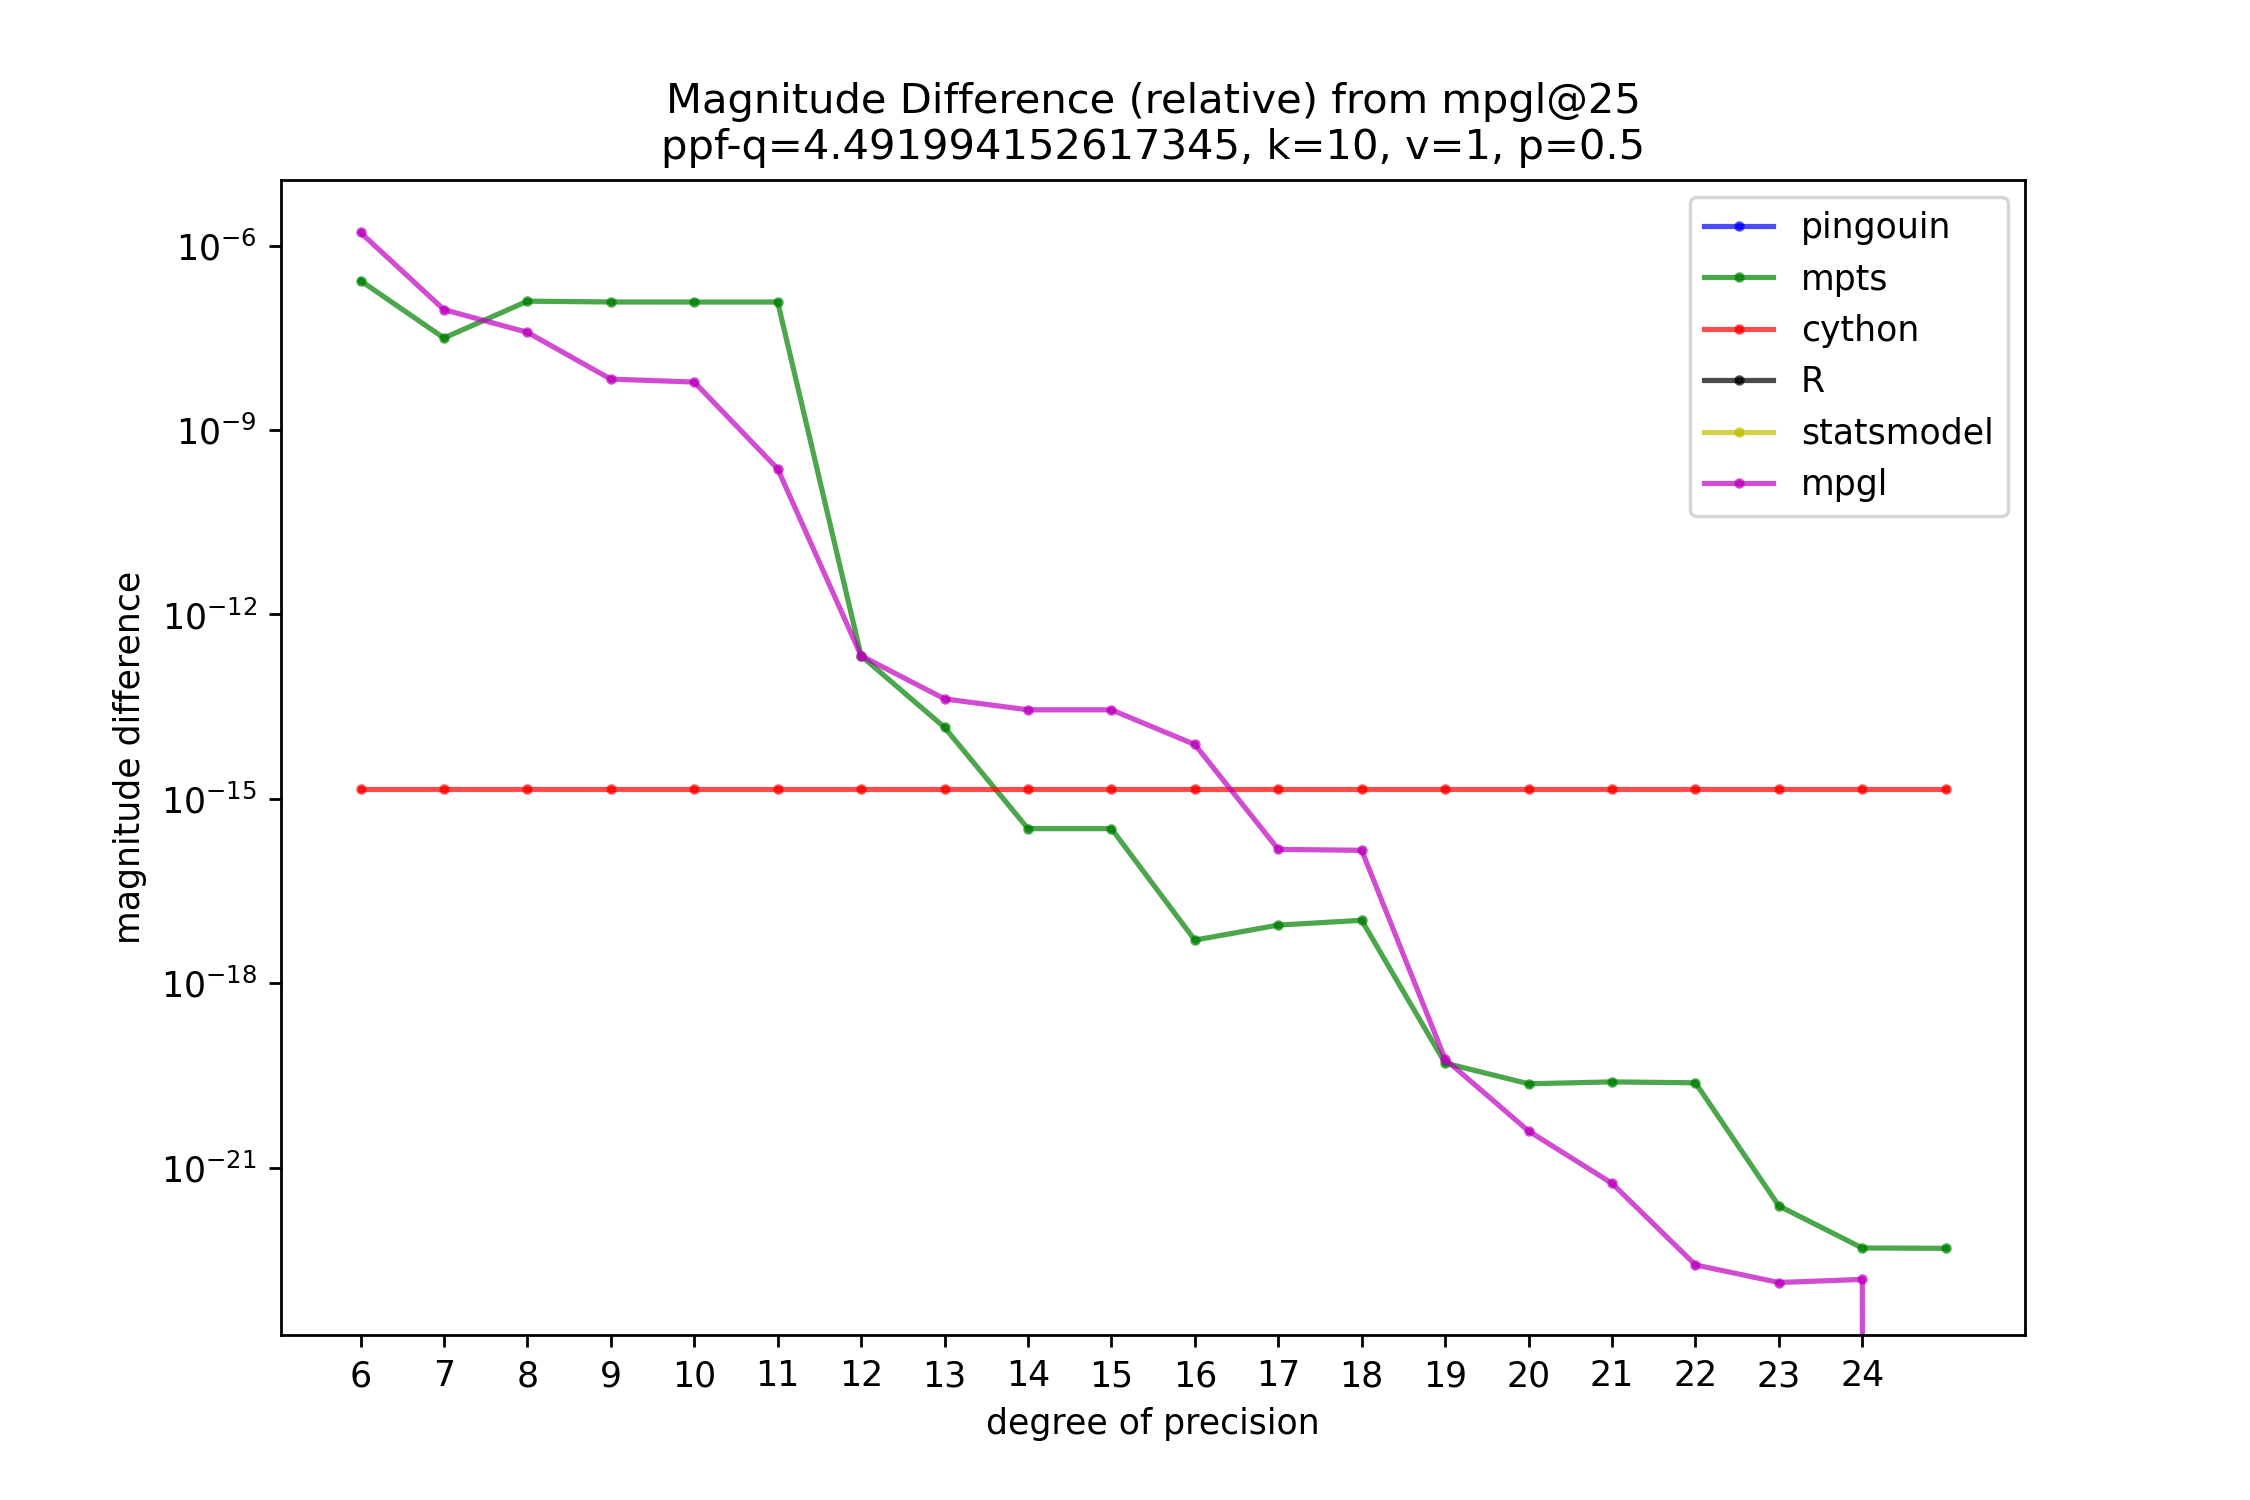 Magnitude Difference (relative) from mpgl@25
ppf-q=4.491994152617345, k=10, v=1, p=0.5
pingouin
mpts
cython
R
statsmodel
mpgl
magnitude difference
10⁻⁶
10⁻⁹
10⁻¹²
10⁻¹⁵
10⁻¹⁸
10⁻²¹
6 7 8 9 10 11 12 13 14 15 16 17 18 19 20 21 22 23 24
degree of precision